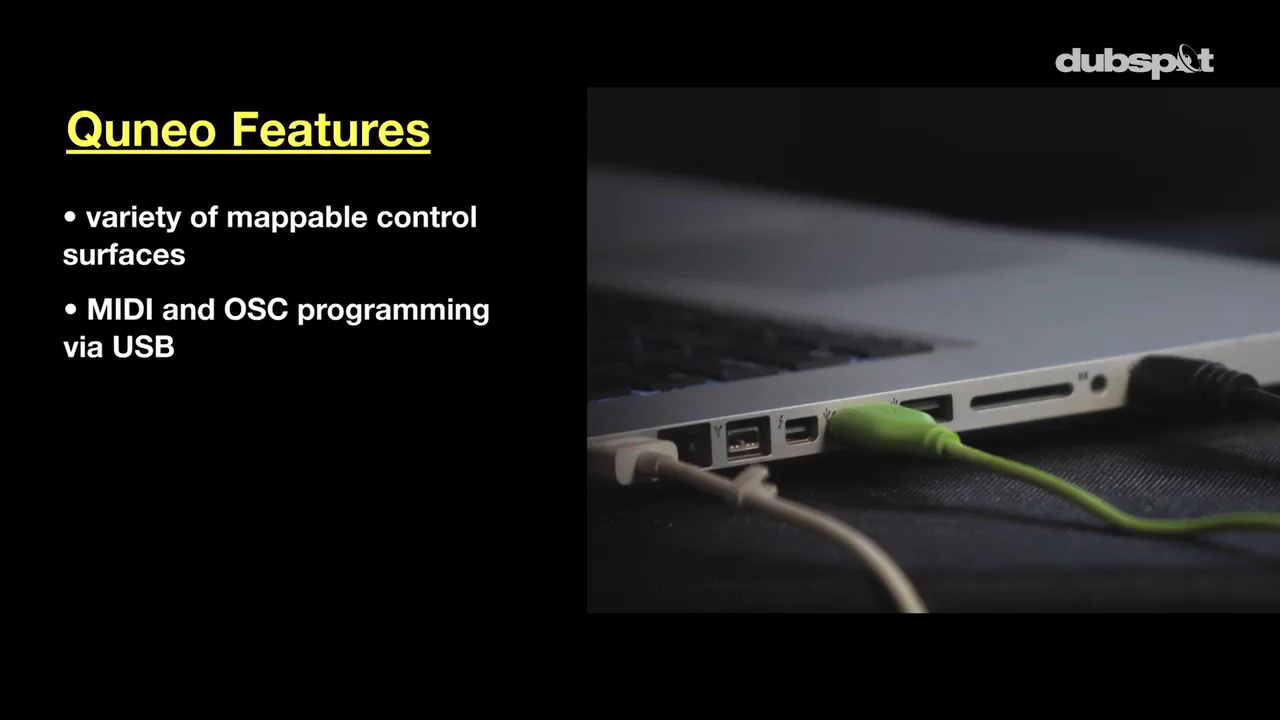 dubspot
Quneo Features
• variety of mappable control
surfaces
• MIDI and OSC programming
via USB